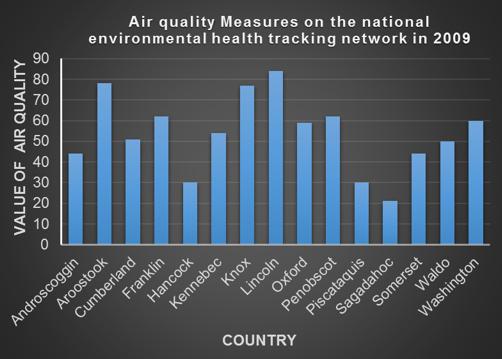 Air quality Measures on the national
environmental health tracking network in 2009
VALUE OF AIR QUALITY
90
80
70
60
50
40
30
20
10
0
Androscoggin
Aroostock
Cumberland
Franklin
Hancock
Kennebec
Knox
Lincoln
Oxford
Penobscot
Piscataquis
Sagadahoc
Somerset
Waldo
Washington
COUNTRY